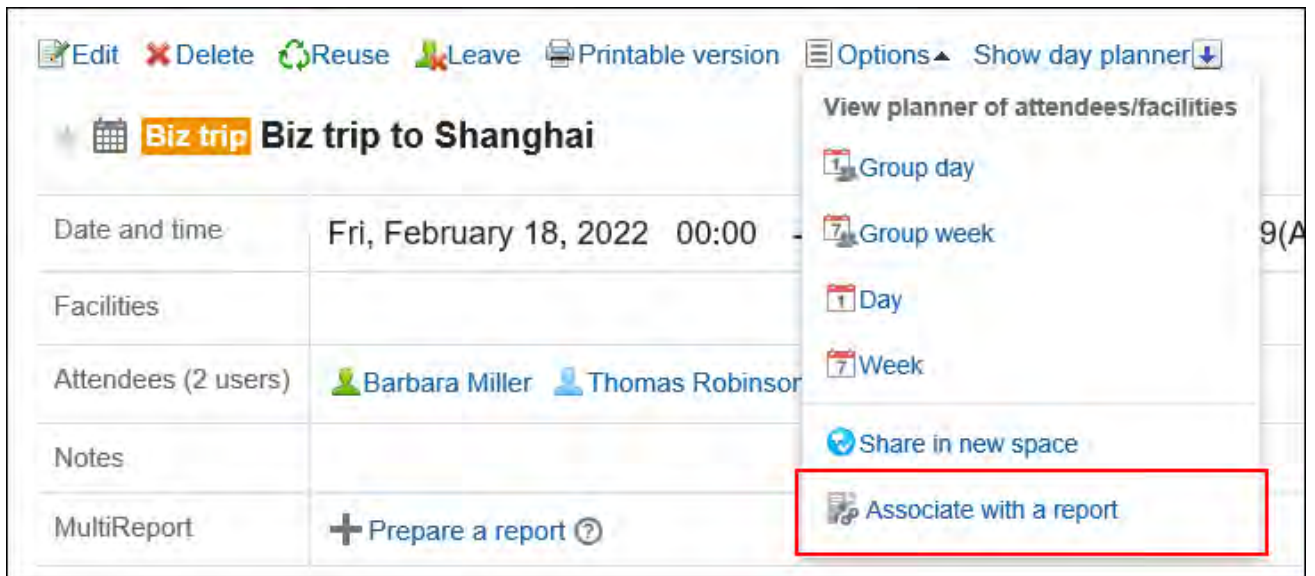 Edit Delete Reuse Leave Printable version Options Show day planner
View planner of attendees/facilities
Biz trip Biz trip to Shanghai
Group day
Date and time Fri, February 18, 2022 00:00 - Group week 9(A
Facilities
Day
Attendees (2 users) Barbara Miller Thomas Robinson
Week
Notes
Share in new space
MultiReport + Prepare a report ?
Associate with a report